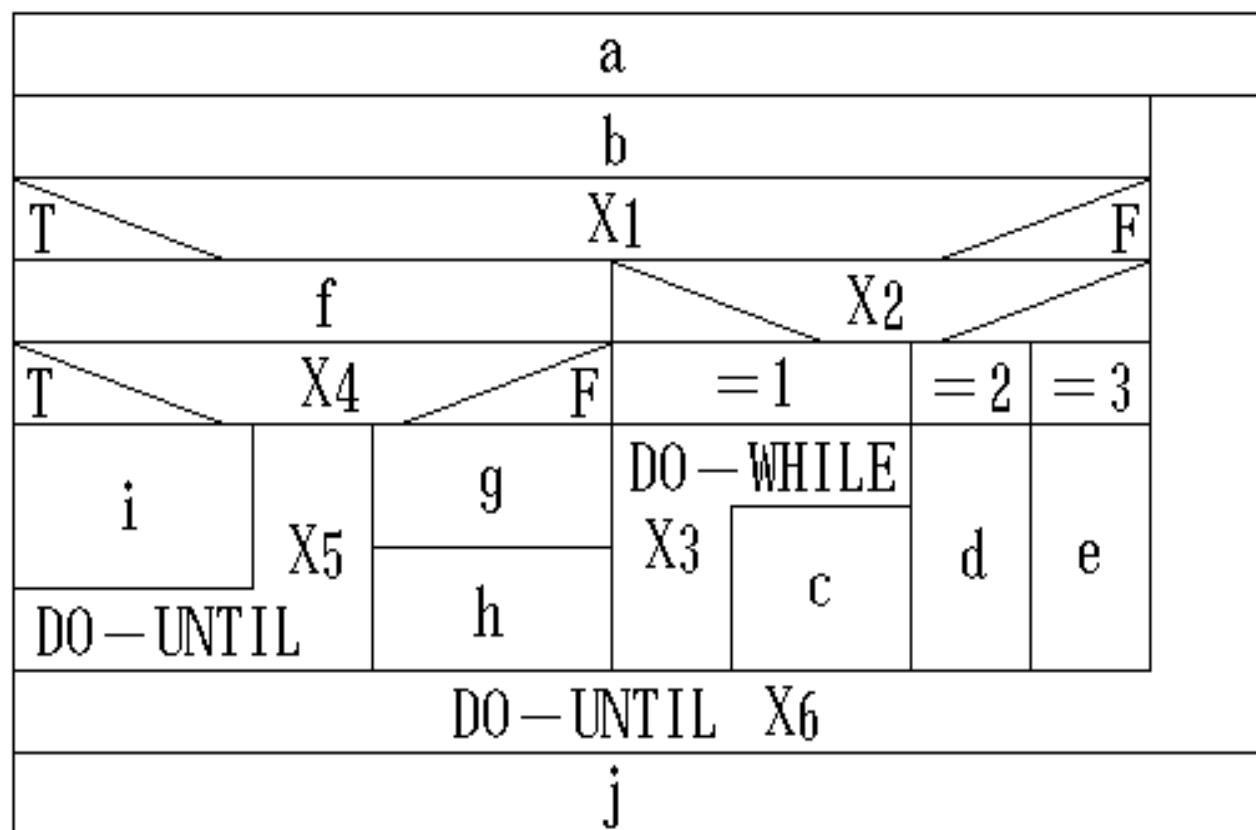 a
b
T X1 F
f X2
T X4 F =1 =2 =3
i X5 g DO-WHILE X3 c d e
DO-UNTIL h
DO-UNTIL X6
j